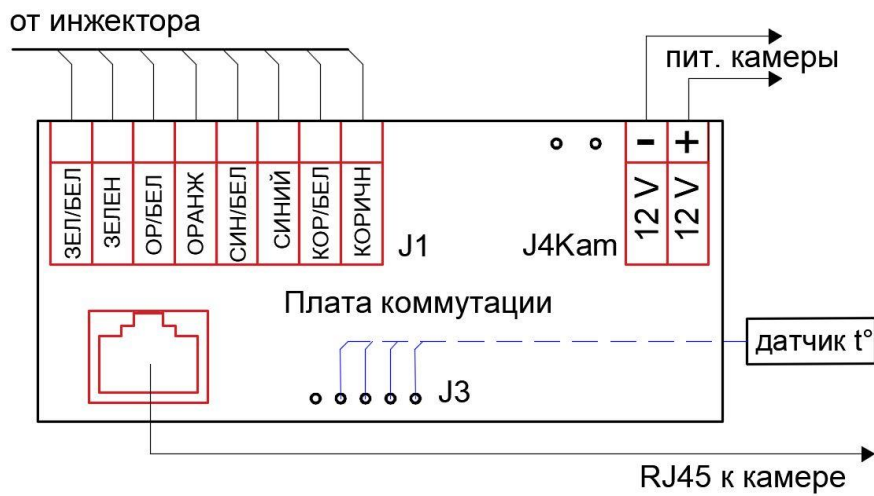 от инжектора
пит. камеры
ЗЕЛ/БЕЛ
ЗЕЛЕН
ОР/БЕЛ
ОРАНЖ
СИН/БЕЛ
СИНИЙ
КОР/БЕЛ
КОРИЧН
J1
J4Kam
- +
12 V
12 V
Плата коммутации
датчик t°
J3
RJ45 к камере